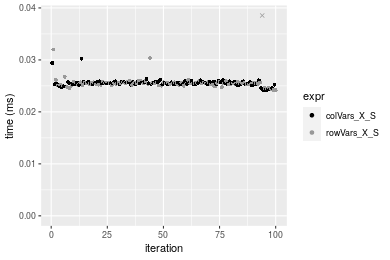 0.04
0.03
0.02
0.01
0.00
time (ms)
0
25
50
75
100
iteration
expr
colVars_X_S
rowVars_X_S